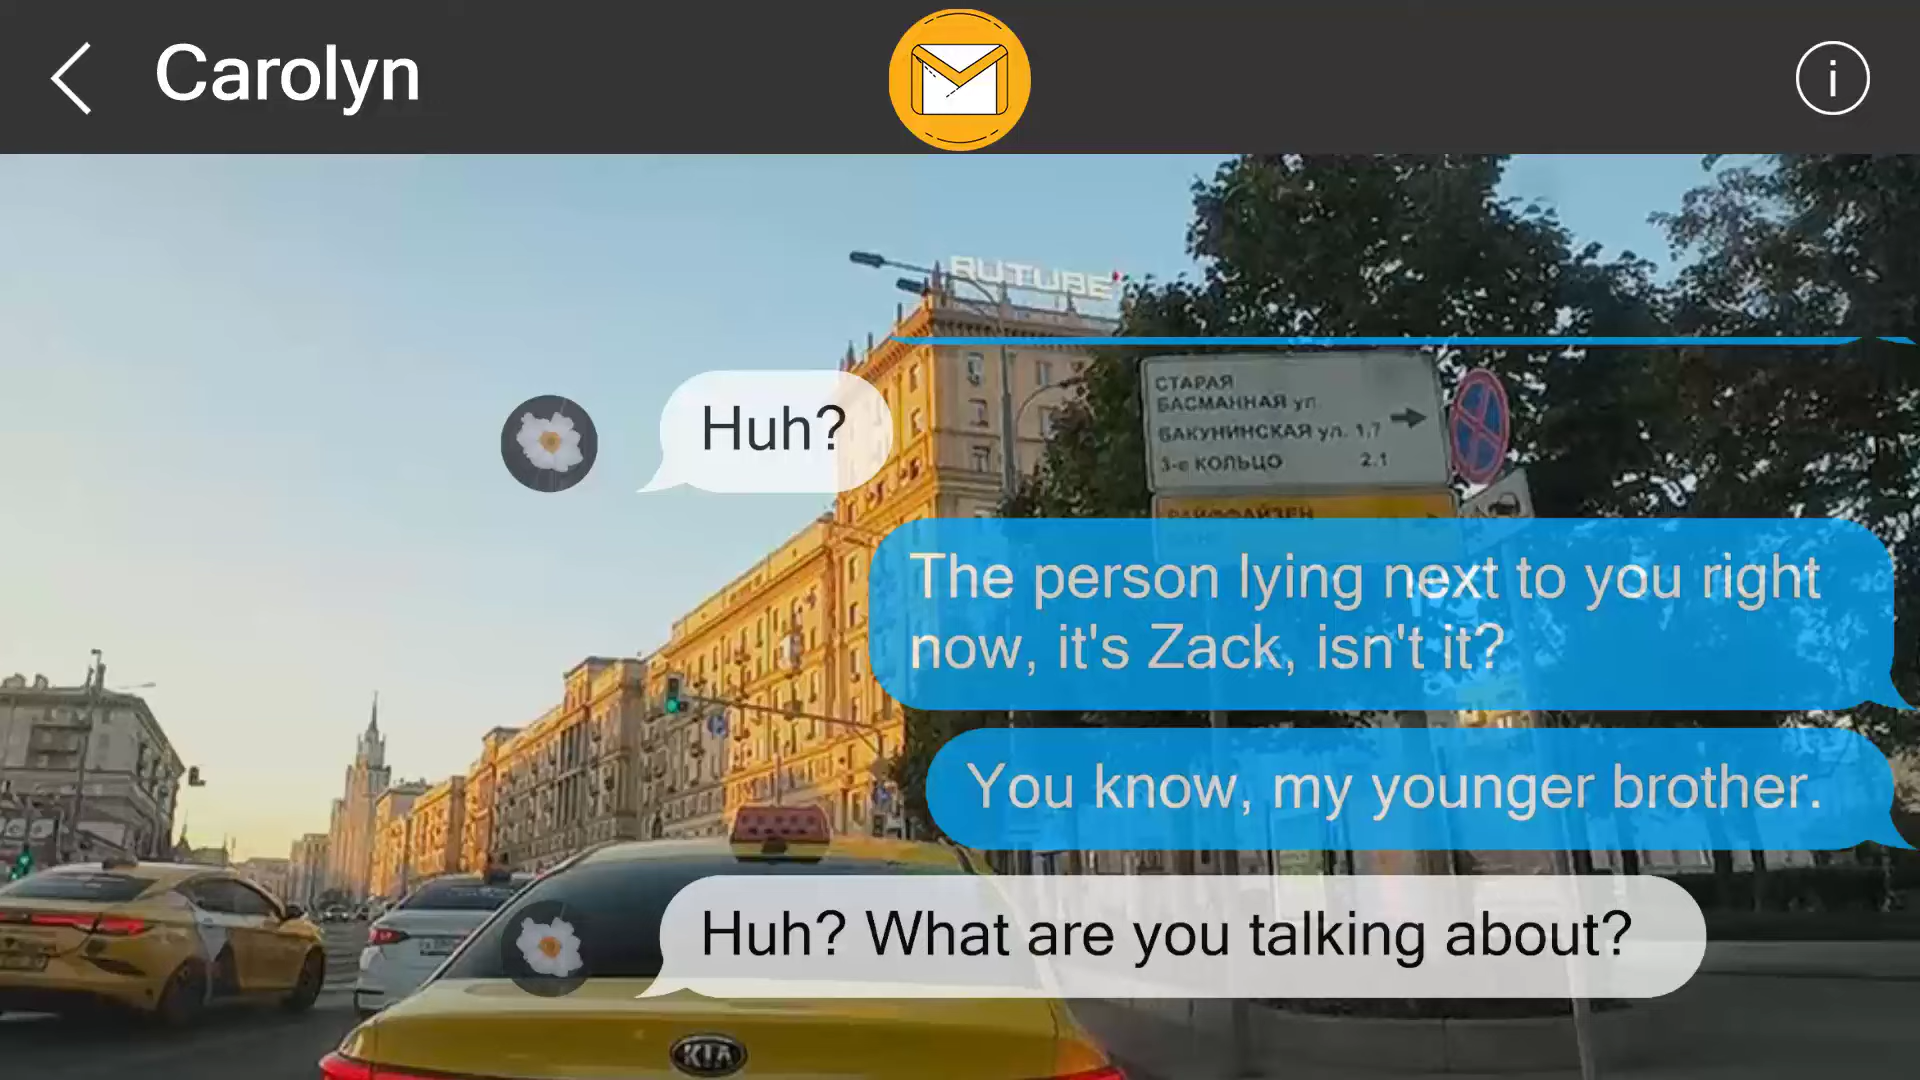 Carolyn
RUTUBE
Huh?
СТАРАЯ
БАСМАННАЯ ул.
БАКУНИНСКАЯ ул. 1,7
3-е КОЛЬЦО 2.1
РАЙФФАЙЗЕН
The person lying next to you right
now, it's Zack, isn't it?
You know, my younger brother.
Huh? What are you talking about?
KIA